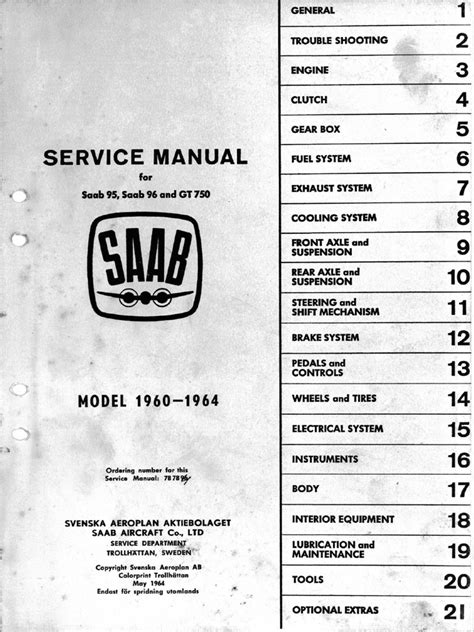 SERVICE MANUAL
for
Saab 95, Saab 96 and GT 750
SAAB
MODEL 1960—1964
Ordering number for this
Service Manual:
SVENSKA AEROPLAN AKTIEBOLAGET
SAAB AIRCRAFT Co., LTD
SERVICE DEPARTMENT
TROLLHÄTTAN, SWEDEN
Copyright Svenska Aeroplan AB
Colorprint Trollhättan
May 1964
Endast för spridning utomlands
GENERAL 1
TROUBLE SHOOTING 2
ENGINE 3
CLUTCH 4
GEAR BOX 5
FUEL SYSTEM 6
EXHAUST SYSTEM 7
COOLING SYSTEM 8
FRONT AXLE and
SUSPENSION 9
REAR AXLE and
SUSPENSION 10
STEERING and
SHIFT MECHANISM 11
BRAKE SYSTEM 12
PEDALS and
CONTROLS 13
WHEELS and TIRES 14
ELECTRICAL SYSTEM 15
INSTRUMENTS 16
BODY 17
INTERIOR EQUIPMENT 18
LUBRICATION and
MAINTENANCE 19
TOOLS 20
OPTIONAL EXTRAS 21